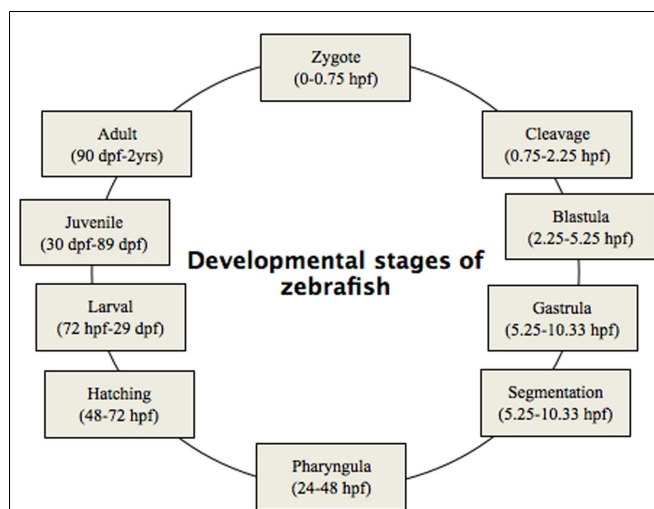 Zygote
(0-0.75 hpf)
Cleavage
(0.75-2.25 hpf)
Blastula
(2.25-5.25 hpf)
Gastrula
(5.25-10.33 hpf)
Segmentation
(5.25-10.33 hpf)
Pharyngula
(24-48 hpf)
Hatching
(48-72 hpf)
Larval
(72 hpf-29 dpf)
Juvenile
(30 dpf-89 dpf)
Adult
(90 dpf-2yrs)
Developmental stages of
zebrafish